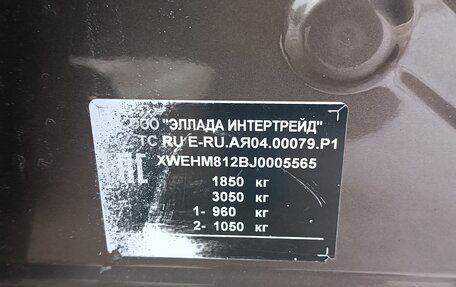 ООО "ЭЛЛАДА ИНТЕРТРЕЙД"
ТС RU E-RU.АЯ04.00079.Р1
XWEHM812BJ0005565
1850 кг
3050 кг
1- 960 кг
2- 1050 кг